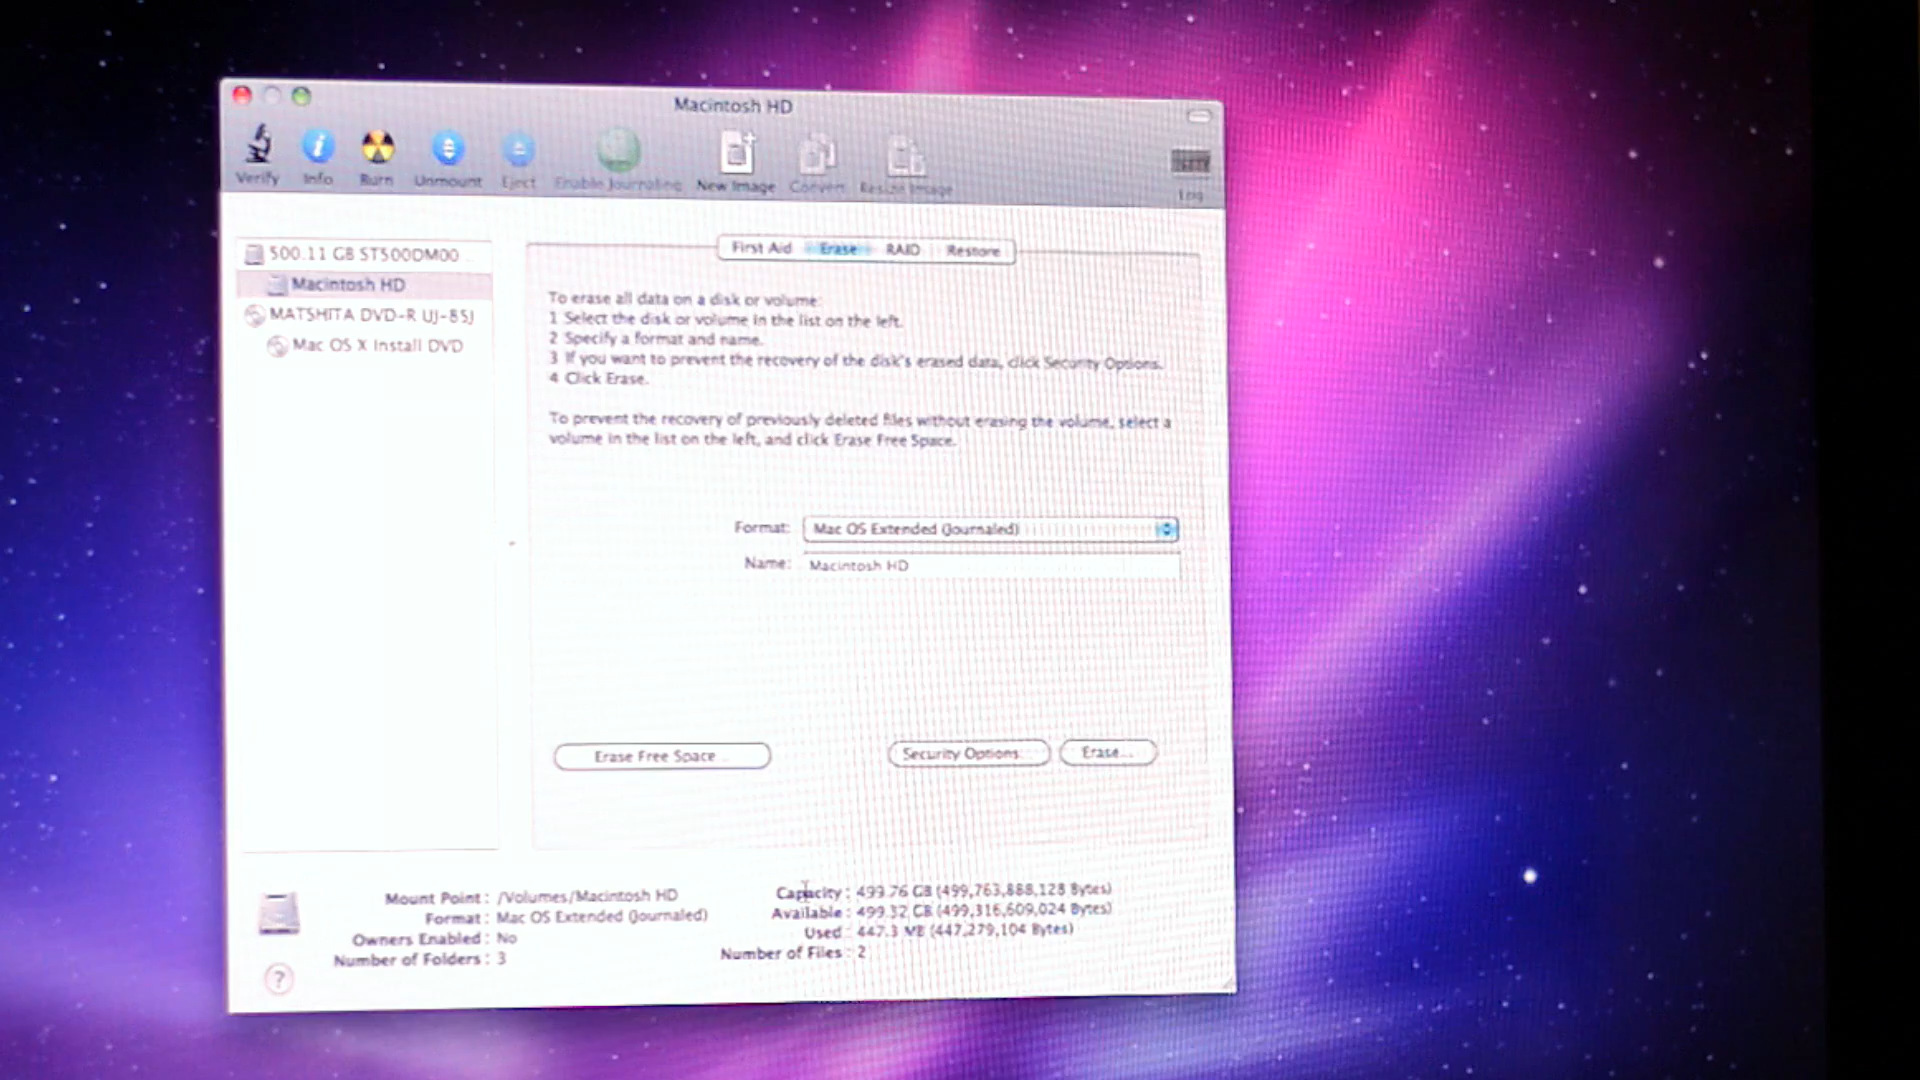 Macintosh HD
Verify Info Burn Unmount Eject Enable Journaling New Image Convert Resize Image Log
500.11 GB ST500DM00...
Macintosh HD
MATSHITA DVD-R UJ-85J
Mac OS X Install DVD
First Aid Erase RAID Restore
To erase all data on a disk or volume:
1 Select the disk or volume in the list on the left.
2 Specify a format and name.
3 If you want to prevent the recovery of the disk's erased data, click Security Options.
4 Click Erase.
To prevent the recovery of previously deleted files without erasing the volume, select a
volume in the list on the left, and click Erase Free Space.
Format: Mac OS Extended (Journaled)
Name: Macintosh HD
Erase Free Space... Security Options... Erase...
Mount Point : /Volumes/Macintosh HD
Format : Mac OS Extended (Journaled)
Owners Enabled : No
Number of Folders : 3
Capacity : 499.76 GB (499,763,888,128 Bytes)
Available : 499.32 GB (499,316,609,024 Bytes)
Used : 447.3 MB (447,279,104 Bytes)
Number of Files : 2
?